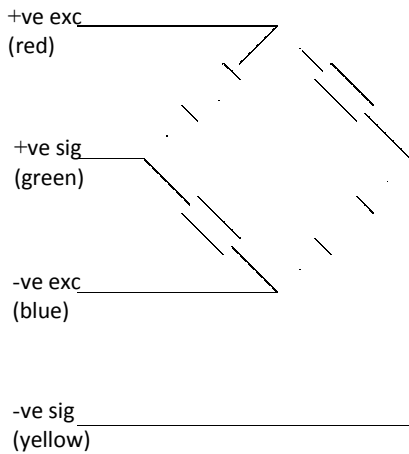 +ve exc
(red)
+ve sig
(green)
-ve exc
(blue)
-ve sig
(yellow)